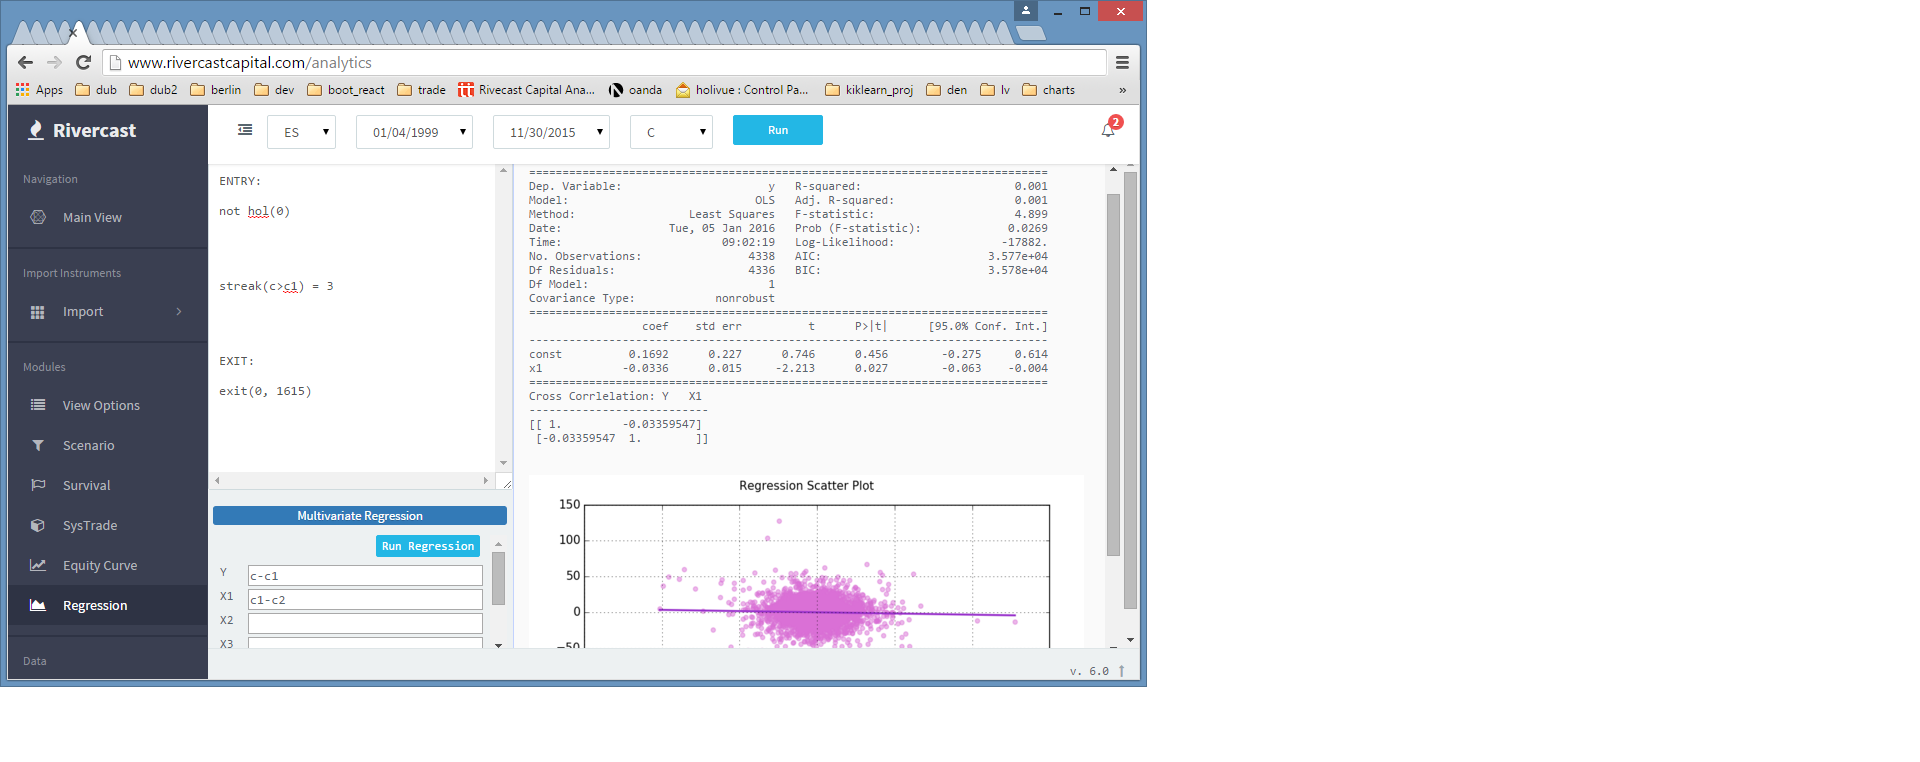 www.rivercastcapital.com/analytics
Apps dub dub2 berlin dev boot_react trade Rivecast Capital Ana... oanda holivue : Control Pa... kiklearn_proj den lv charts »
Rivercast
Navigation
Main View
Import Instruments
Import
Modules
View Options
Scenario
Survival
SysTrade
Equity Curve
Regression
Data
ES 01/04/1999 11/30/2015 C Run 2
ENTRY:
not hol(0)
streak(c>c1) = 3
EXIT:
exit(0, 1615)
Multivariate Regression
Run Regression
Y c-c1
X1 c1-c2
X2
X3
==============================================================================
Dep. Variable: y R-squared: 0.001
Model: OLS Adj. R-squared: 0.001
Method: Least Squares F-statistic: 4.899
Date: Tue, 05 Jan 2016 Prob (F-statistic): 0.0269
Time: 09:02:19 Log-Likelihood: -17882.
No. Observations: 4338 AIC: 3.577e+04
Df Residuals: 4336 BIC: 3.578e+04
Df Model: 1
Covariance Type: nonrobust
==============================================================================
coef std err t P>|t| [95.0% Conf. Int.]
------------------------------------------------------------------------------
const 0.1692 0.227 0.746 0.456 -0.275 0.614
x1 -0.0336 0.015 -2.213 0.027 -0.063 -0.004
==============================================================================
Cross Corrlelation: Y X1
---------------------------
[[ 1. -0.03359547]
[-0.03359547 1. ]]
Regression Scatter Plot
150
100
50
0
−50
v. 6.0